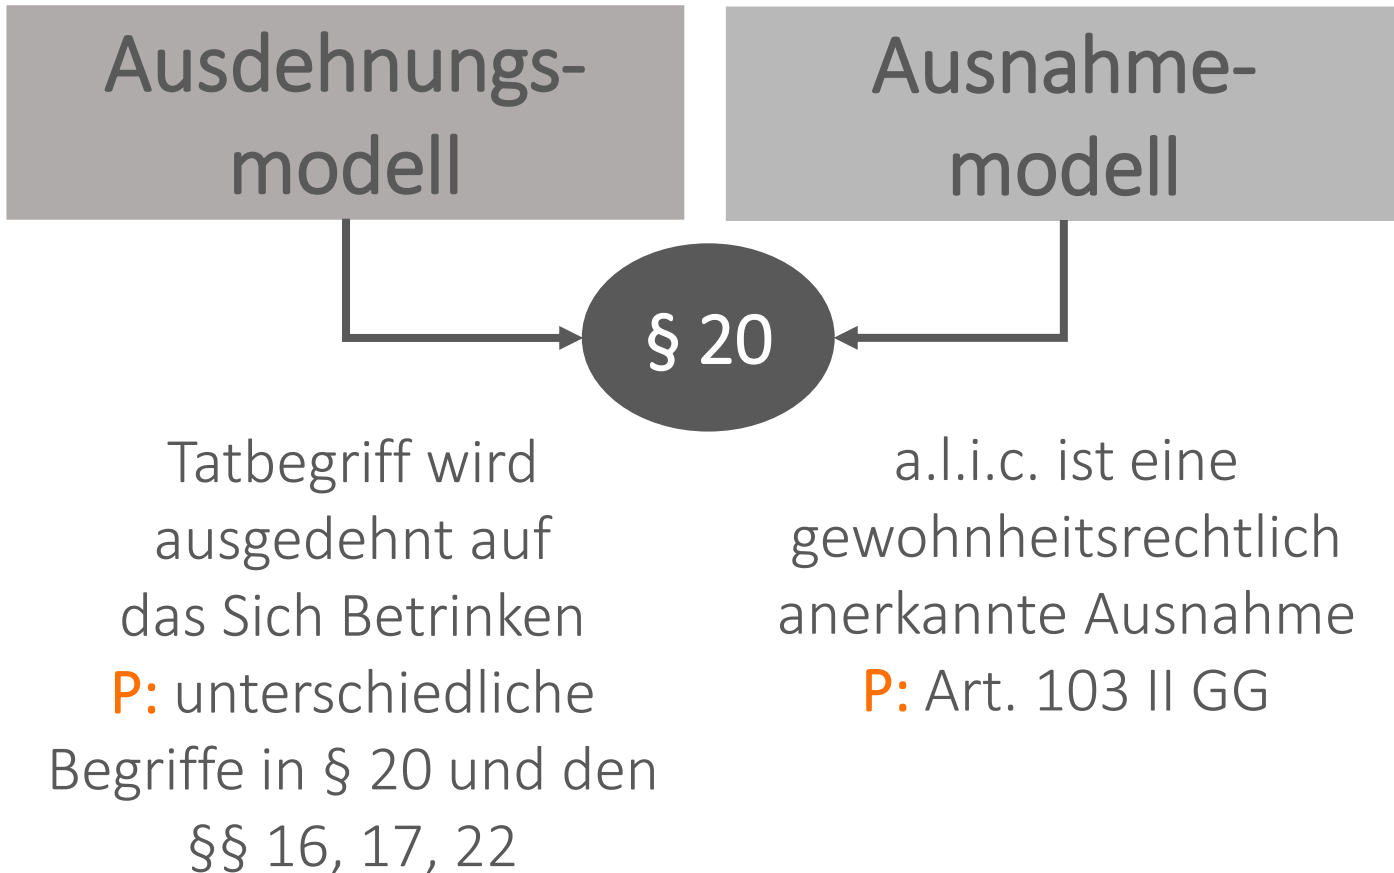 Ausdehnungs-
modell
Ausnahme-
modell
§ 20
Tatbegriff wird
ausgedehnt auf
das Sich Betrinken
P: unterschiedliche
Begriffe in § 20 und den
§§ 16, 17, 22
a.l.i.c. ist eine
gewohnheitsrechtlich
anerkannte Ausnahme
P: Art. 103 II GG